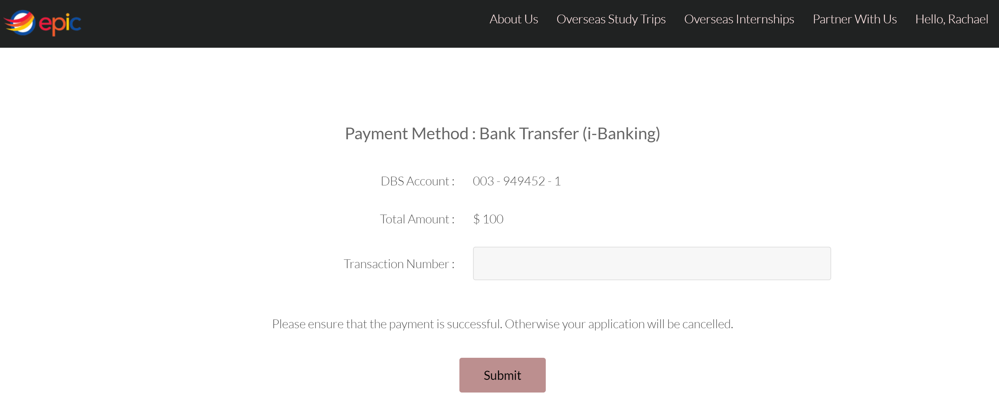 epic
About Us Overseas Study Trips Overseas Internships Partner With Us Hello, Rachael
Payment Method : Bank Transfer (i-Banking)
DBS Account : 003 - 949452 - 1
Total Amount : $ 100
Transaction Number :
Please ensure that the payment is successful. Otherwise your application will be cancelled.
Submit